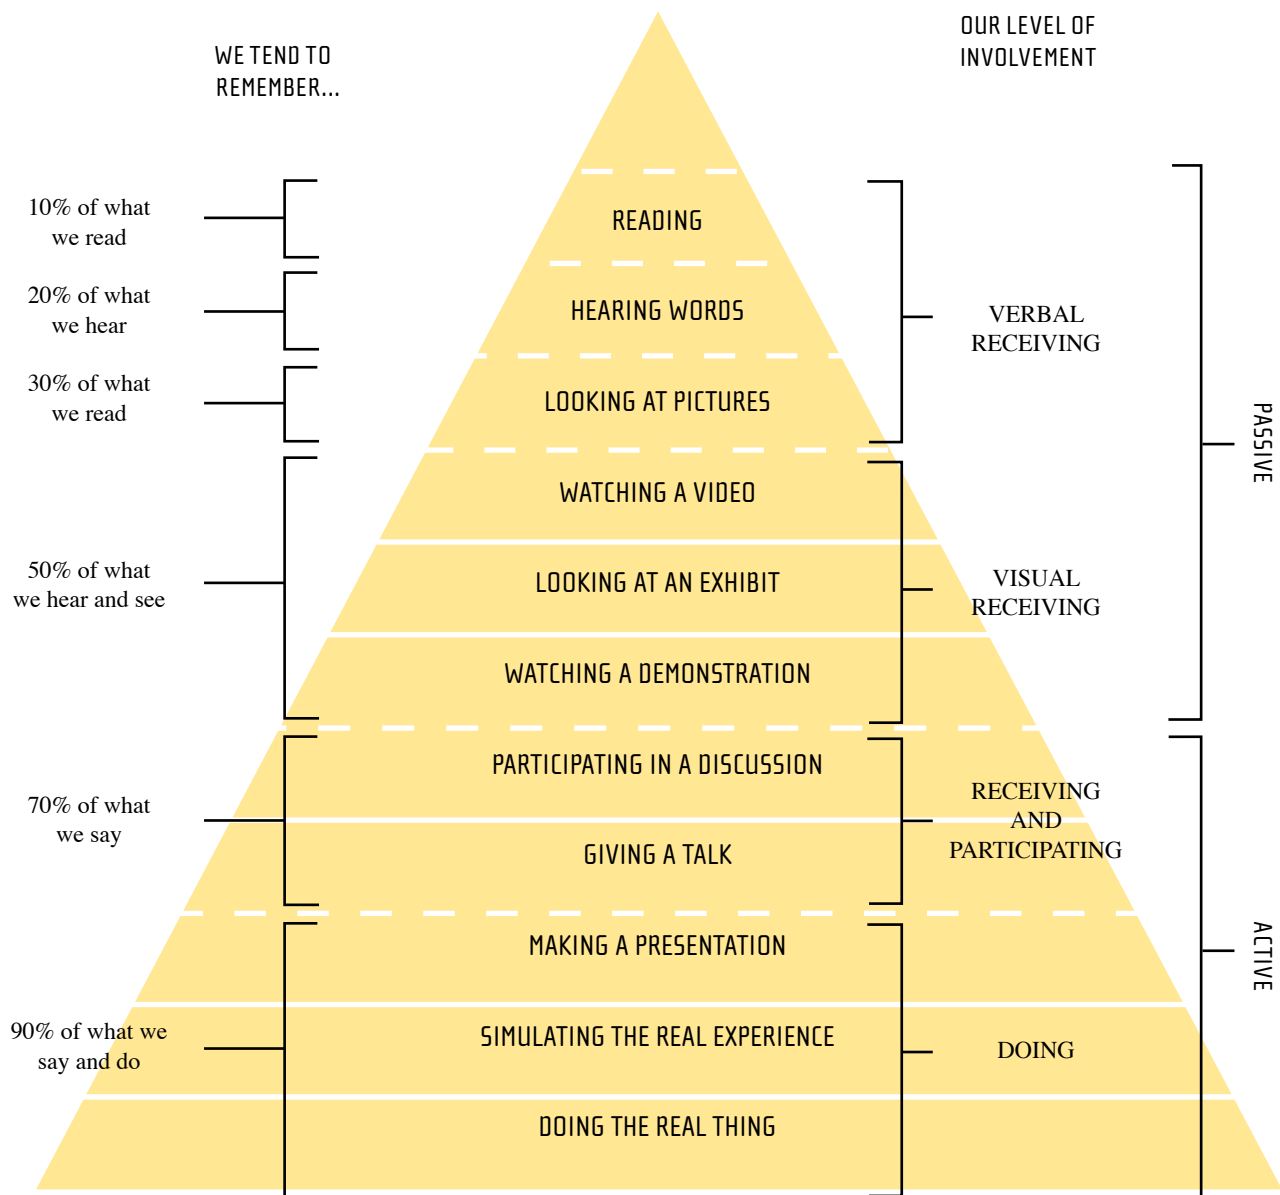 WE TEND TO
REMEMBER...
OUR LEVEL OF
INVOLVEMENT
10% of what
we read
READING
20% of what
we hear
HEARING WORDS
VERBAL
RECEIVING
30% of what
we read
LOOKING AT PICTURES
PASSIVE
WATCHING A VIDEO
50% of what
we hear and see
LOOKING AT AN EXHIBIT
VISUAL
RECEIVING
WATCHING A DEMONSTRATION
PARTICIPATING IN A DISCUSSION
70% of what
we say
RECEIVING
AND
PARTICIPATING
GIVING A TALK
MAKING A PRESENTATION
ACTIVE
90% of what we
say and do
SIMULATING THE REAL EXPERIENCE
DOING
DOING THE REAL THING